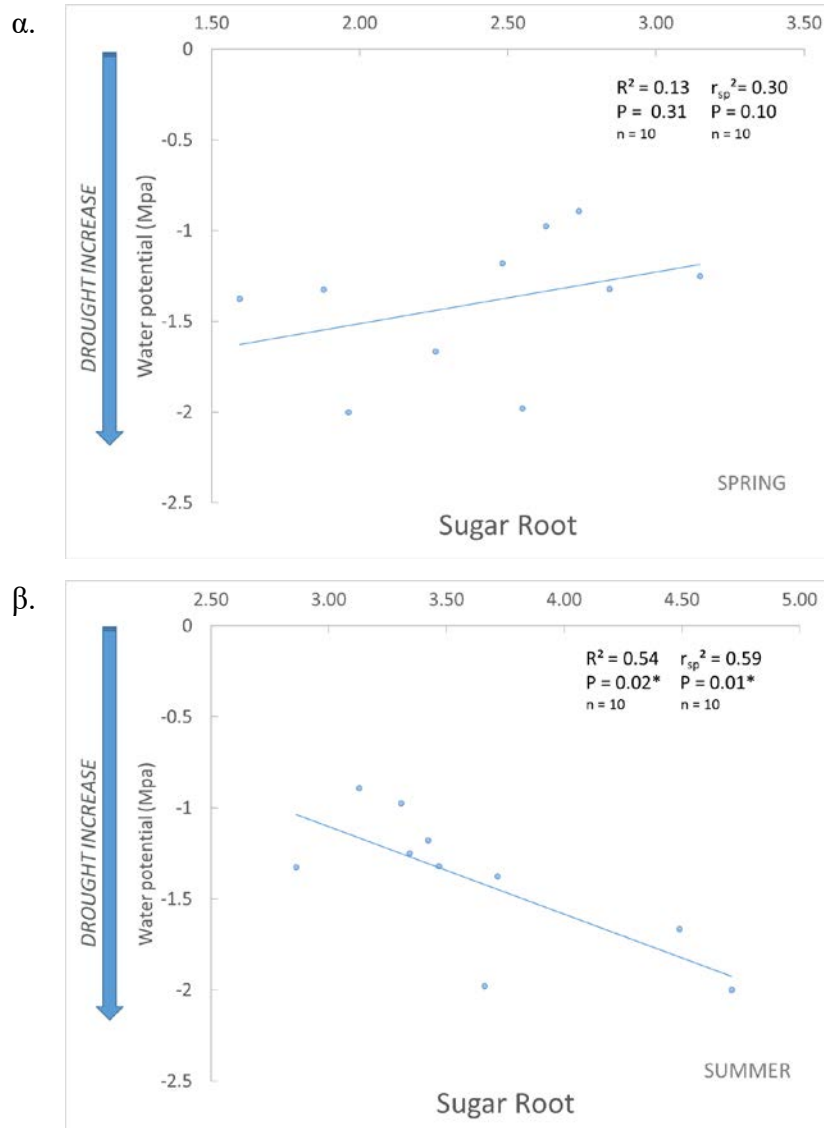 α.
1.50 2.00 2.50 3.00 3.50
0
-0.5
-1
-1.5
-2
-2.5
DROUGHT INCREASE
Water potential (Mpa)
R² = 0.13 r_sp² = 0.30
P = 0.31 P = 0.10
n = 10 n = 10
SPRING
Sugar Root
β.
2.50 3.00 3.50 4.00 4.50 5.00
0
-0.5
-1
-1.5
-2
-2.5
DROUGHT INCREASE
Water potential (Mpa)
R² = 0.54 r_sp² = 0.59
P = 0.02* P = 0.01*
n = 10 n = 10
SUMMER
Sugar Root